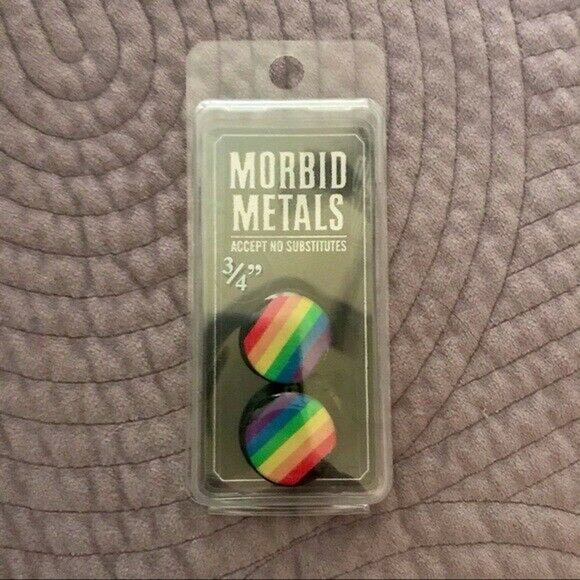 MORBID
METALS
ACCEPT NO SUBSTITUTES
3/4”